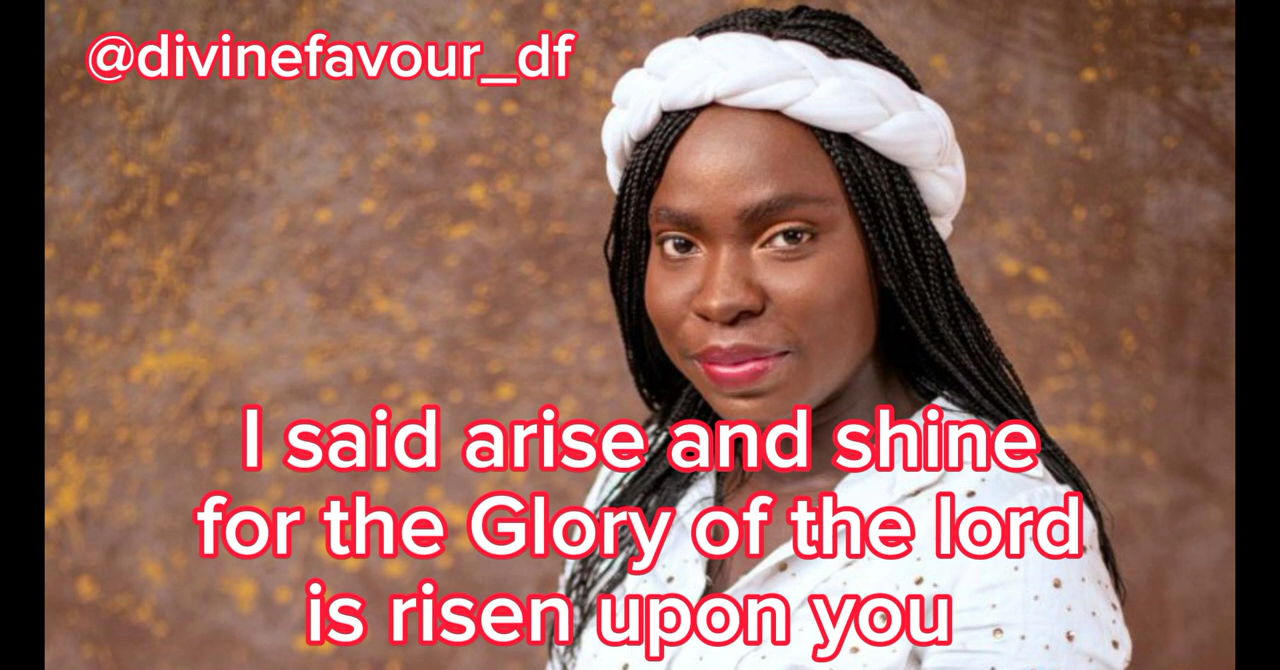 @divinefavour_df
I said arise and shine
for the Glory of the lord
is risen upon you